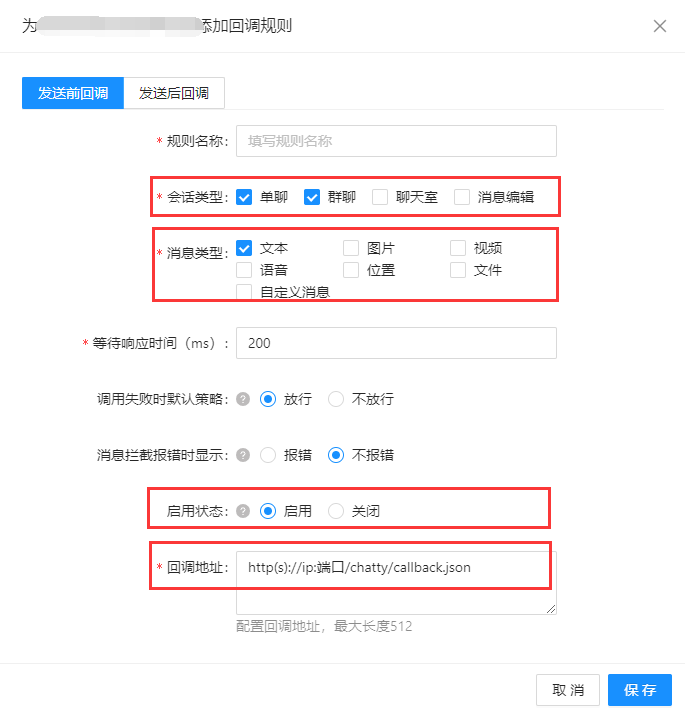 为添加回调规则
发送前回调 发送后回调
* 规则名称： 填写规则名称
* 会话类型： 单聊 群聊 聊天室 消息编辑
* 消息类型： 文本 图片 视频
语音 位置 文件
自定义消息
* 等待响应时间（ms）： 200
调用失败时默认策略： ? 放行 不放行
消息拦截报错时显示： ? 报错 不报错
启用状态： ? 启用 关闭
* 回调地址： http(s)://ip:端口/chatty/callback.json
配置回调地址，最大长度512
取 消 保 存